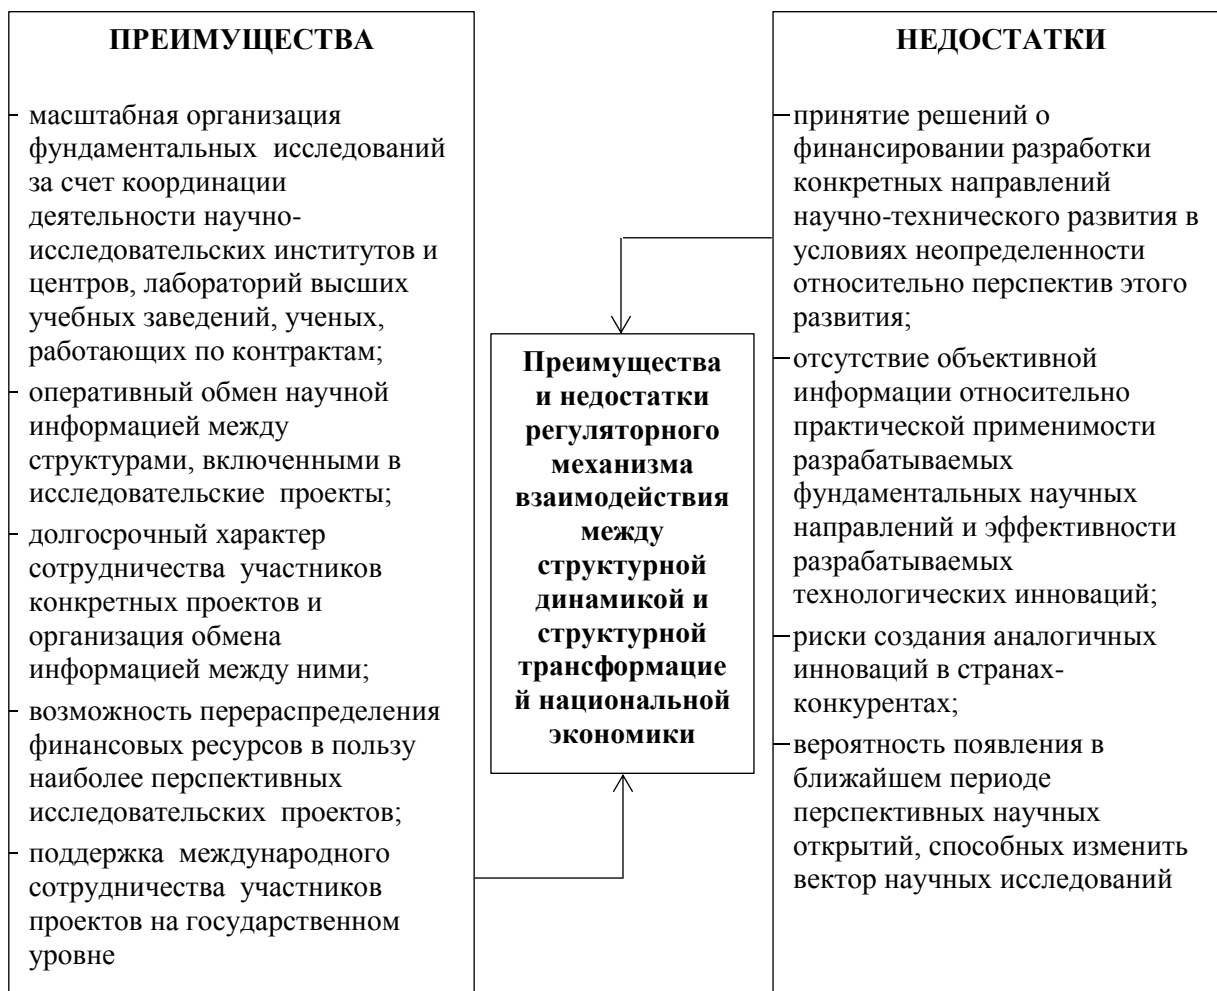 ПРЕИМУЩЕСТВА
- масштабная организация
фундаментальных исследований
за счет координации
деятельности научно-
исследовательских институтов и
центров, лабораторий высших
учебных заведений, ученых,
работающих по контрактам;
- оперативный обмен научной
информацией между
структурами, включенными в
исследовательские проекты;
- долгосрочный характер
сотрудничества участников
конкретных проектов и
организация обмена
информацией между ними;
- возможность перераспределения
финансовых ресурсов в пользу
наиболее перспективных
исследовательских проектов;
- поддержка международного
сотрудничества участников
проектов на государственном
уровне
Преимущества
и недостатки
регуляторного
механизма
взаимодействия
между
структурной
динамикой и
структурной
трансформацие
й национальной
экономики
НЕДОСТАТКИ
- принятие решений о
финансировании разработки
конкретных направлений
научно-технического развития в
условиях неопределенности
относительно перспектив этого
развития;
- отсутствие объективной
информации относительно
практической применимости
разрабатываемых
фундаментальных научных
направлений и эффективности
разрабатываемых
технологических инноваций;
- риски создания аналогичных
инноваций в странах-
конкурентах;
- вероятность появления в
ближайшем периоде
перспективных научных
открытий, способных изменить
вектор научных исследований